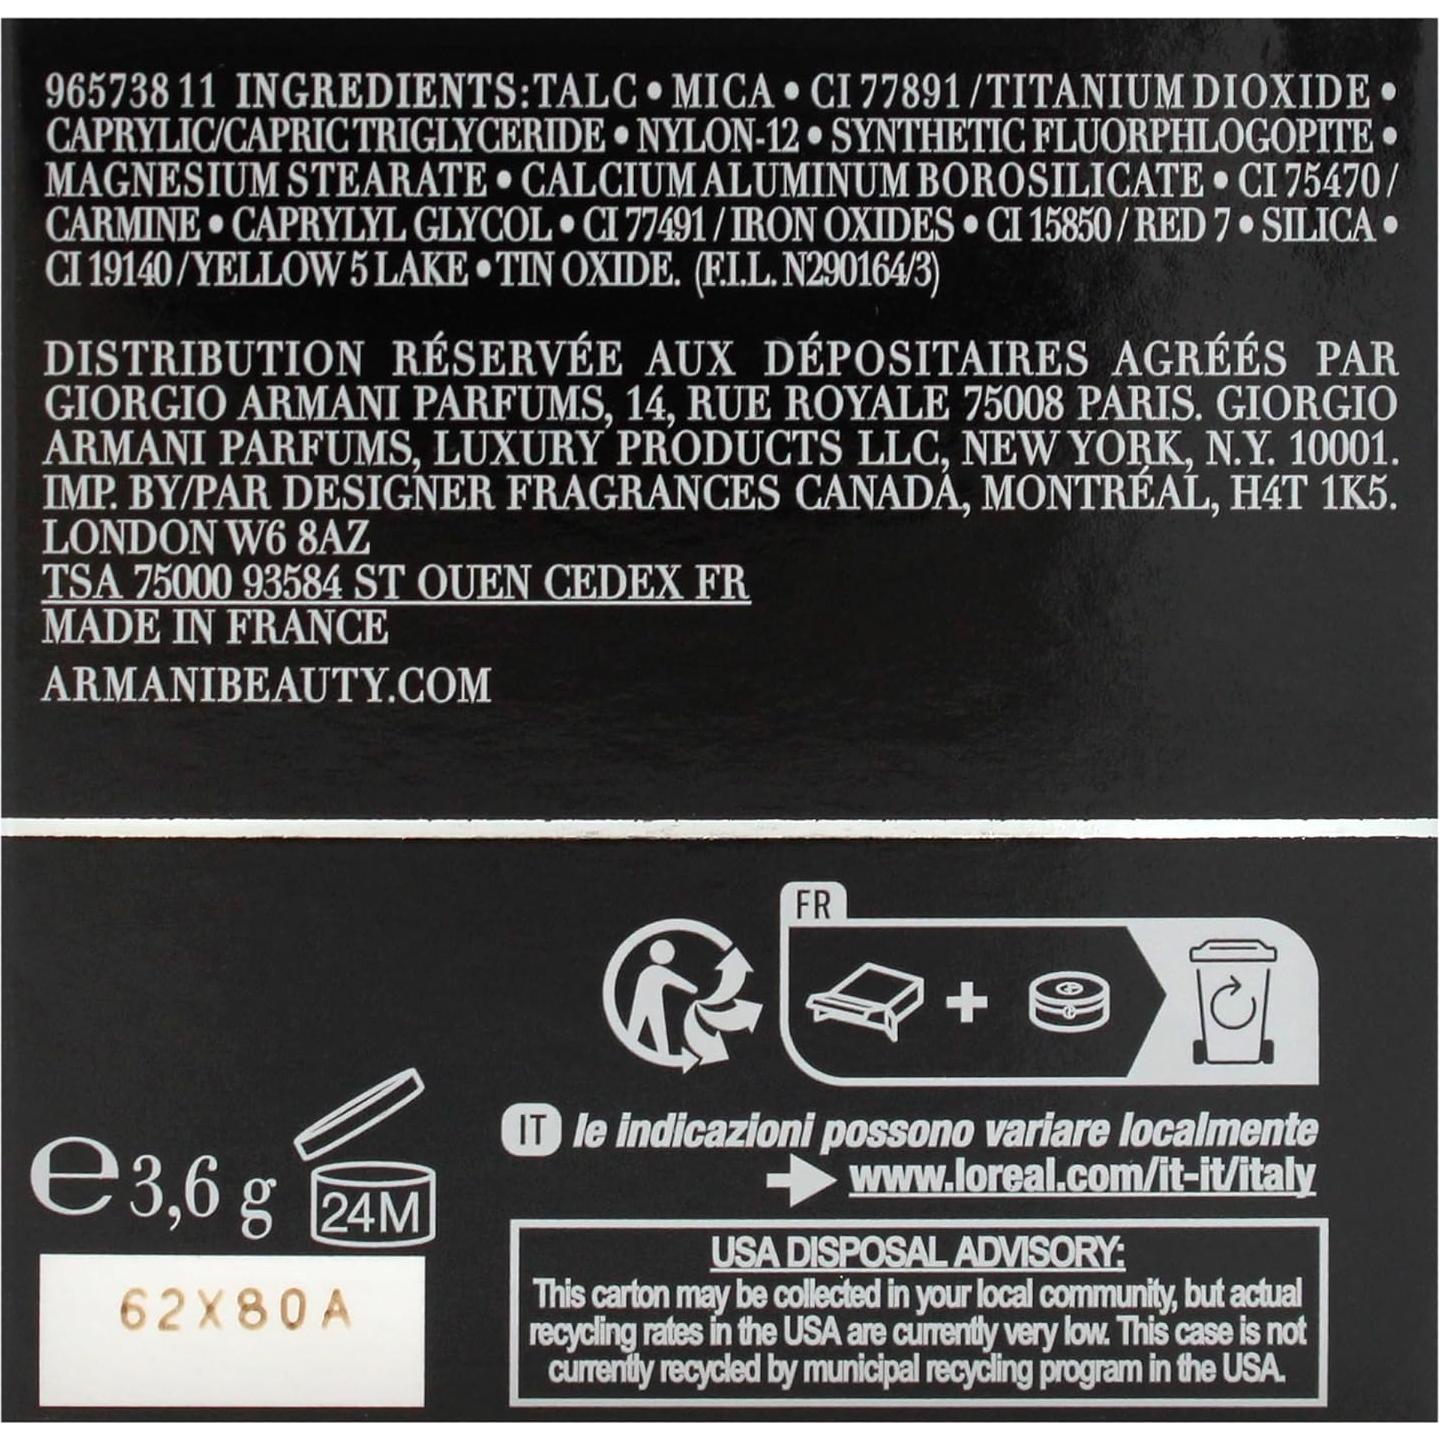 965738 11 INGREDIENTS: TALC • MICA • CI 77891 / TITANIUM DIOXIDE •
CAPRYLIC/CAPRIC TRIGLYCERIDE • NYLON-12 • SYNTHETIC FLUORPHLOGOPITE •
MAGNESIUM STEARATE • CALCIUM ALUMINUM BOROSILICATE • CI 75470 /
CARMINE • CAPRYLYL GLYCOL • CI 77491 / IRON OXIDES • CI 15850 / RED 7 • SILICA •
CI 19140 / YELLOW 5 LAKE • TIN OXIDE. (F.I.L. N290164/3)
DISTRIBUTION RÉSERVÉE AUX DÉPOSITAIRES AGRÉÉS PAR
GIORGIO ARMANI PARFUMS, 14, RUE ROYALE 75008 PARIS. GIORGIO
ARMANI PARFUMS, LUXURY PRODUCTS LLC, NEW YORK, N.Y. 10001.
IMP. BY/PAR DESIGNER FRAGRANCES CANADA, MONTRÉAL, H4T 1K5.
LONDON W6 8AZ
TSA 75000 93584 ST OUEN CEDEX FR
MADE IN FRANCE
ARMANIBEAUTY.COM
FR
IT le indicazioni possono variare localmente
www.loreal.com/it-it/italy
e 3,6 g
24M
62X80A
USA DISPOSAL ADVISORY:
This carton may be collected in your local community, but actual
recycling rates in the USA are currently very low. This case is not
currently recycled by municipal recycling program in the USA.